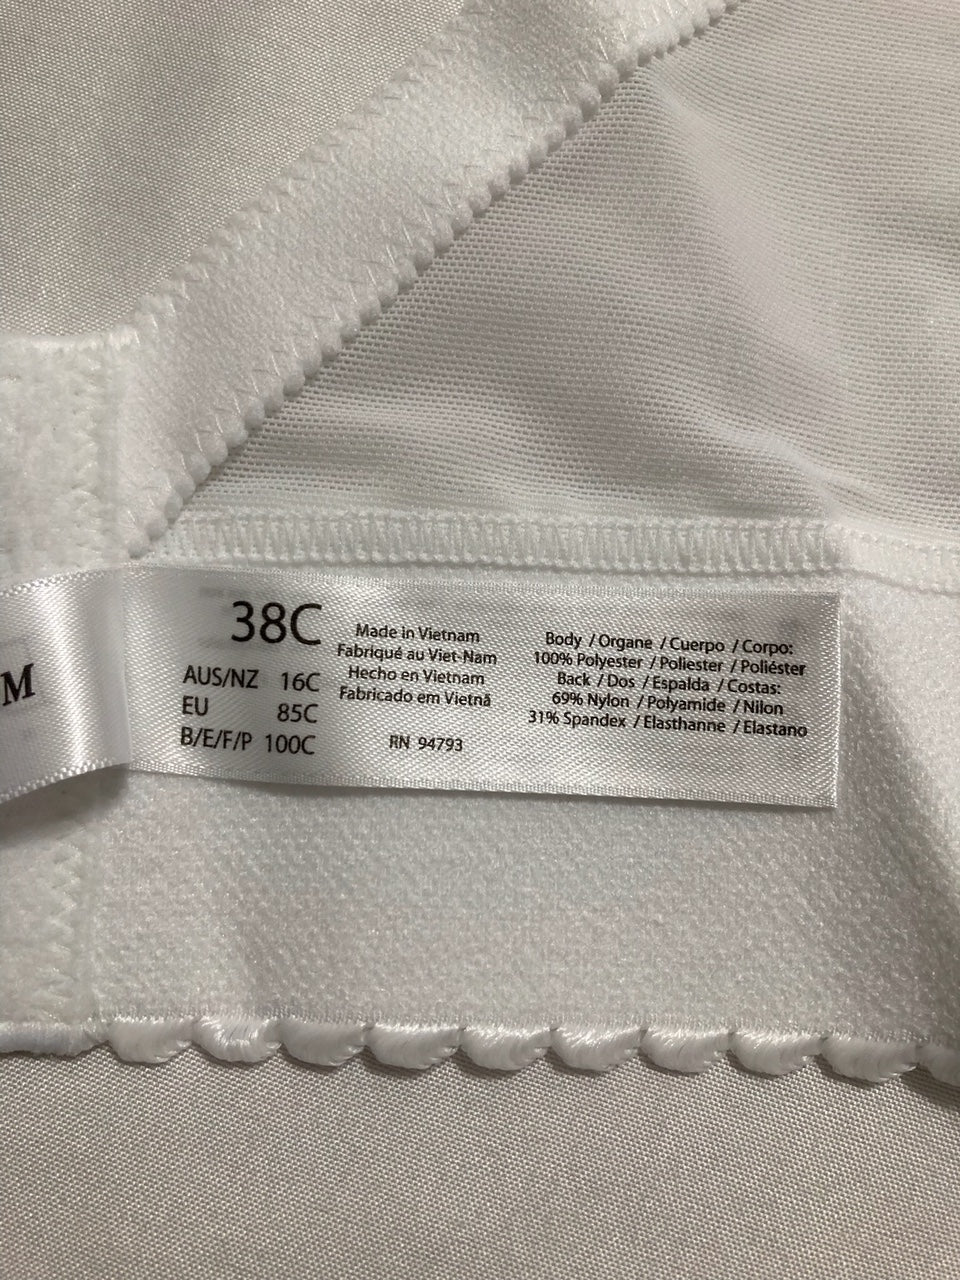 M
38C
AUS/NZ 16C
EU 85C
B/E/F/P 100C
Made in Vietnam
Fabriqué au Viet-Nam
Hecho en Vietnam
Fabricado em Vietnã
RN 94793
Body / Organe / Cuerpo / Corpo:
100% Polyester / Poliester / Poliéster
Back / Dos / Espalda / Costas:
69% Nylon / Polyamide / Nilon
31% Spandex / Elasthanne / Elastano